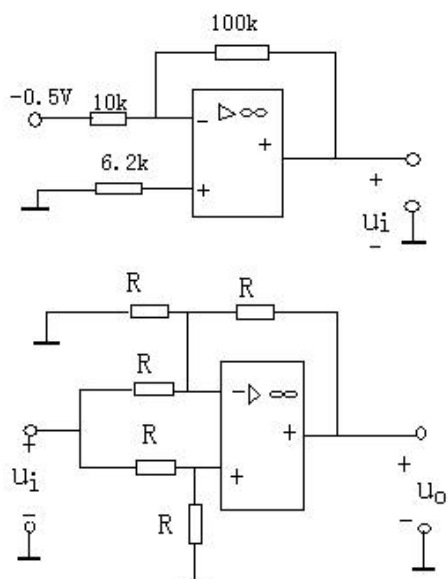 100k
-0.5V
10k
- ▷ ∞
+
6.2k
+
+
ui
-
R R
R
- ▷ ∞
+
R
+
+
ui
-
+
uo
-
R